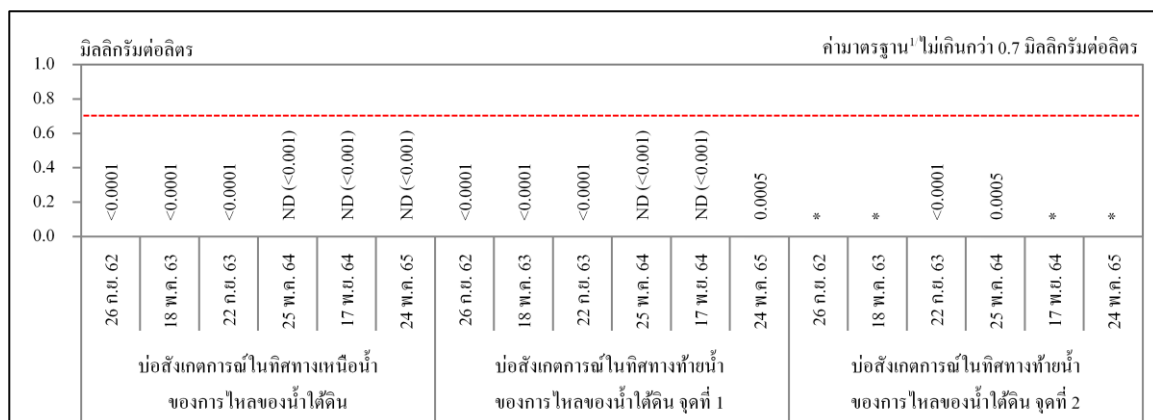 มิลลิกรัมต่อลิตร
ค่ามาตรฐาน1/ไม่เกินกว่า 0.7 มิลลิกรัมต่อลิตร
1.0
0.8
0.6
0.4
0.2
0.0
<0.0001
<0.0001
<0.0001
ND (<0.001)
ND (<0.001)
ND (<0.001)
<0.0001
<0.0001
<0.0001
ND (<0.001)
ND (<0.001)
0.0005
*
*
<0.0001
0.0005
*
*
26 ก.ย. 62
18 พ.ค. 63
22 ก.ย. 63
25 พ.ค. 64
17 พ.ย. 64
24 พ.ค. 65
26 ก.ย. 62
18 พ.ค. 63
22 ก.ย. 63
25 พ.ค. 64
17 พ.ย. 64
24 พ.ค. 65
26 ก.ย. 62
18 พ.ค. 63
22 ก.ย. 63
25 พ.ค. 64
17 พ.ย. 64
24 พ.ค. 65
บ่อสังเกตการณ์ในทิศทางเหนือน้ำ
ของการไหลของน้ำใต้ดิน
บ่อสังเกตการณ์ในทิศทางท้ายน้ำ
ของการไหลของน้ำใต้ดิน จุดที่ 1
บ่อสังเกตการณ์ในทิศทางท้ายน้ำ
ของการไหลของน้ำใต้ดิน จุดที่ 2